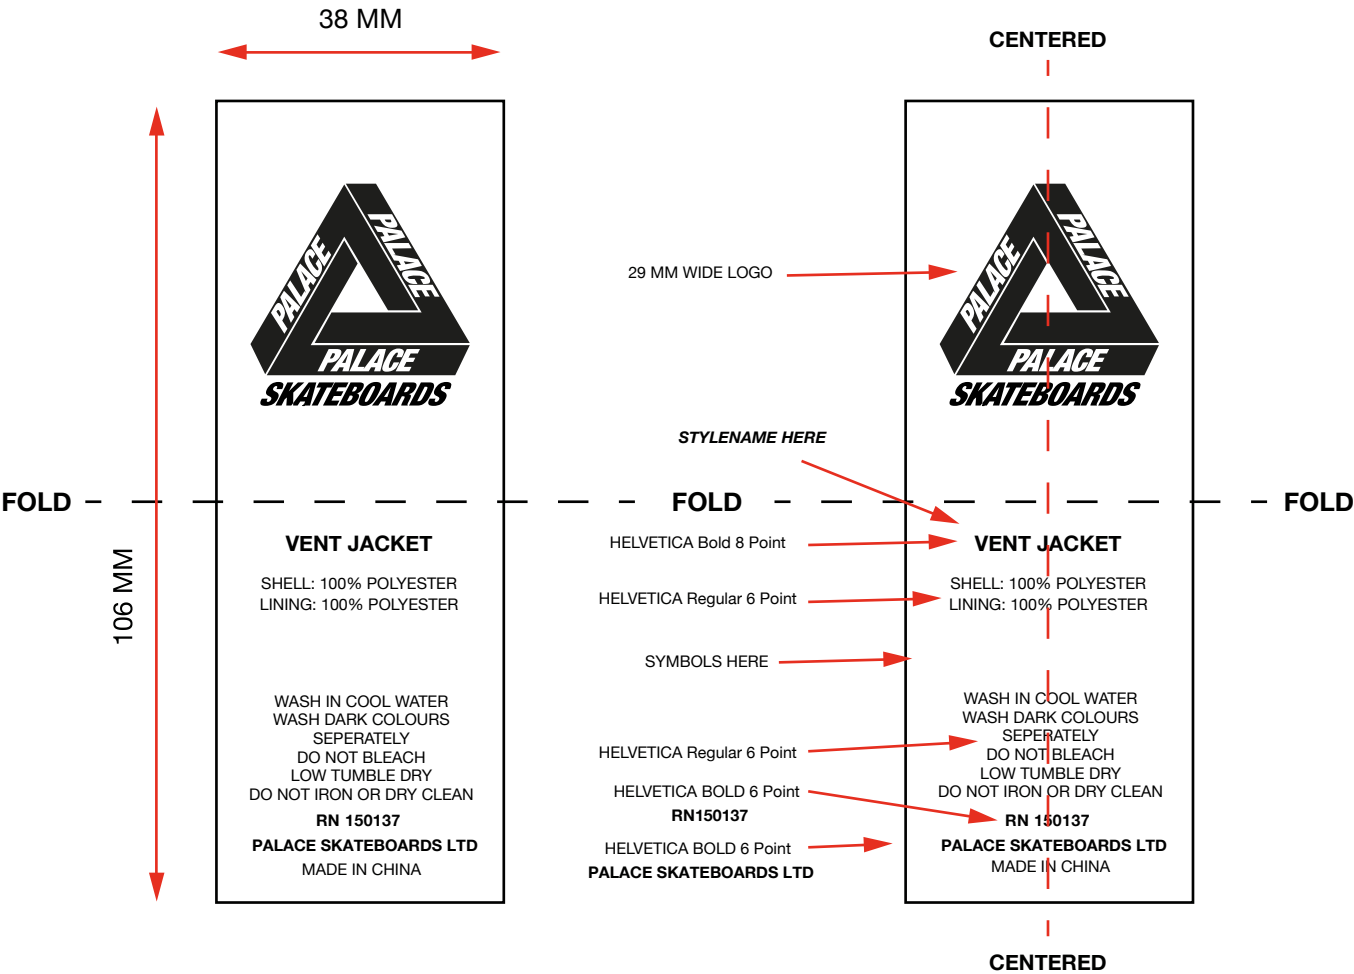 38 MM
CENTERED
PALACE
PALACE
PALACE
SKATEBOARDS
29 MM WIDE LOGO
PALACE
PALACE
PALACE
SKATEBOARDS
STYLENAME HERE
FOLD
FOLD
FOLD
106 MM
VENT JACKET
SHELL: 100% POLYESTER
LINING: 100% POLYESTER
WASH IN COOL WATER
WASH DARK COLOURS
SEPERATELY
DO NOT BLEACH
LOW TUMBLE DRY
DO NOT IRON OR DRY CLEAN
RN 150137
PALACE SKATEBOARDS LTD
MADE IN CHINA
HELVETICA Bold 8 Point
HELVETICA Regular 6 Point
SYMBOLS HERE
HELVETICA Regular 6 Point
HELVETICA BOLD 6 Point
RN150137
HELVETICA BOLD 6 Point
PALACE SKATEBOARDS LTD
VENT JACKET
SHELL: 100% POLYESTER
LINING: 100% POLYESTER
WASH IN COOL WATER
WASH DARK COLOURS
SEPERATELY
DO NOT BLEACH
LOW TUMBLE DRY
DO NOT IRON OR DRY CLEAN
RN 150137
PALACE SKATEBOARDS LTD
MADE IN CHINA
CENTERED